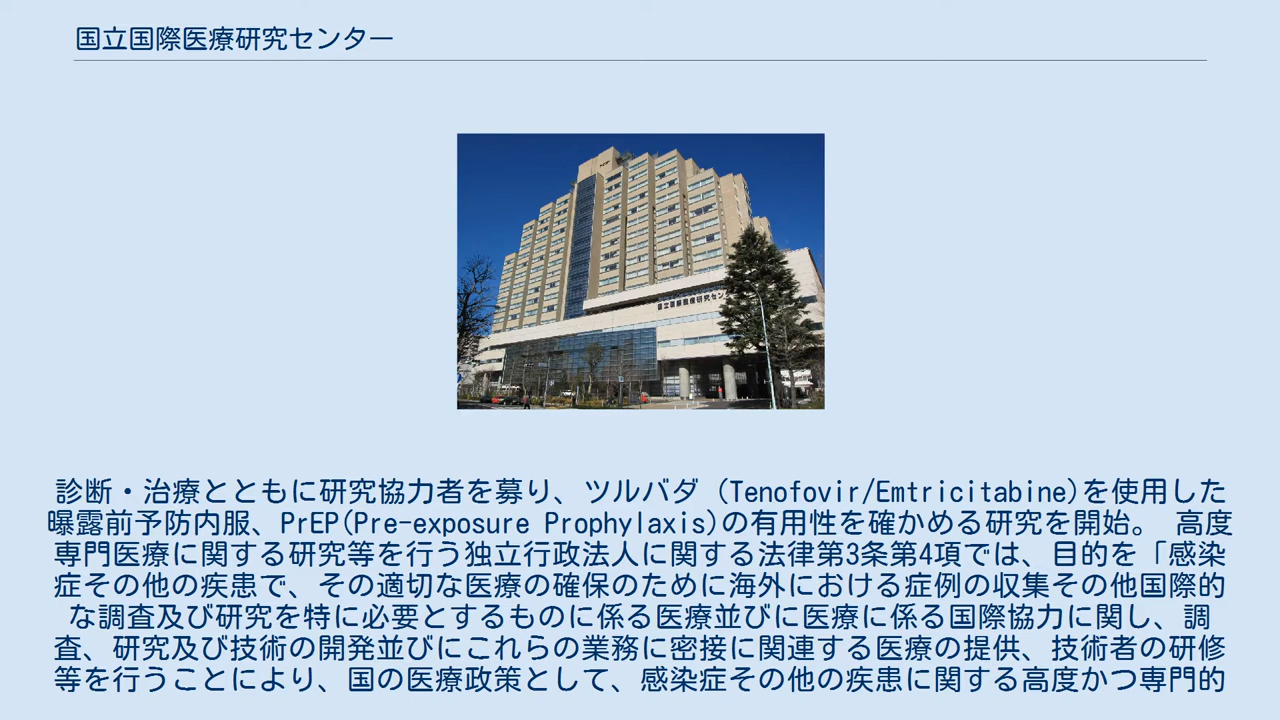 国立国際医療研究センター
国立国際医療研究セン
診断・治療とともに研究協力者を募り、ツルバダ (Tenofovir/Emtricitabine)を使用した
曝露前予防内服、PrEP(Pre-exposure Prophylaxis)の有用性を確かめる研究を開始。 高度
専門医療に関する研究等を行う独立行政法人に関する法律第3条第4項では、目的を「感染
症その他の疾患で、その適切な医療の確保のために海外における症例の収集その他国際的
な調査及び研究を特に必要とするものに係る医療並びに医療に係る国際協力に関し、調
査、研究及び技術の開発並びにこれらの業務に密接に関連する医療の提供、技術者の研修
等を行うことにより、国の医療政策として、感染症その他の疾患に関する高度かつ専門的